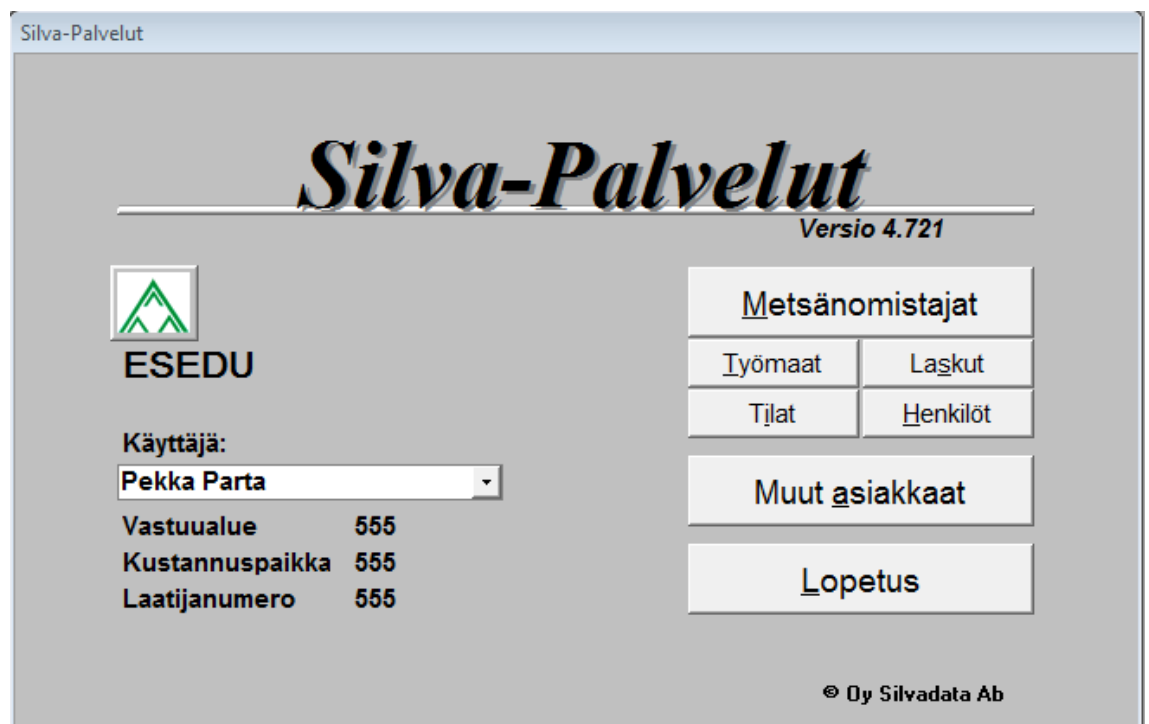 Silva-Palvelut
Silva-Palvelut
Versio 4.721
ESEDU
Käyttäjä:
Pekka Parta
Vastuualue 555
Kustannuspaikka 555
Laatijanumero 555
Metsänomistajat
Työmaat Laskut
Tilat Henkilöt
Muut asiakkaat
Lopetus
© Oy Silvadata Ab